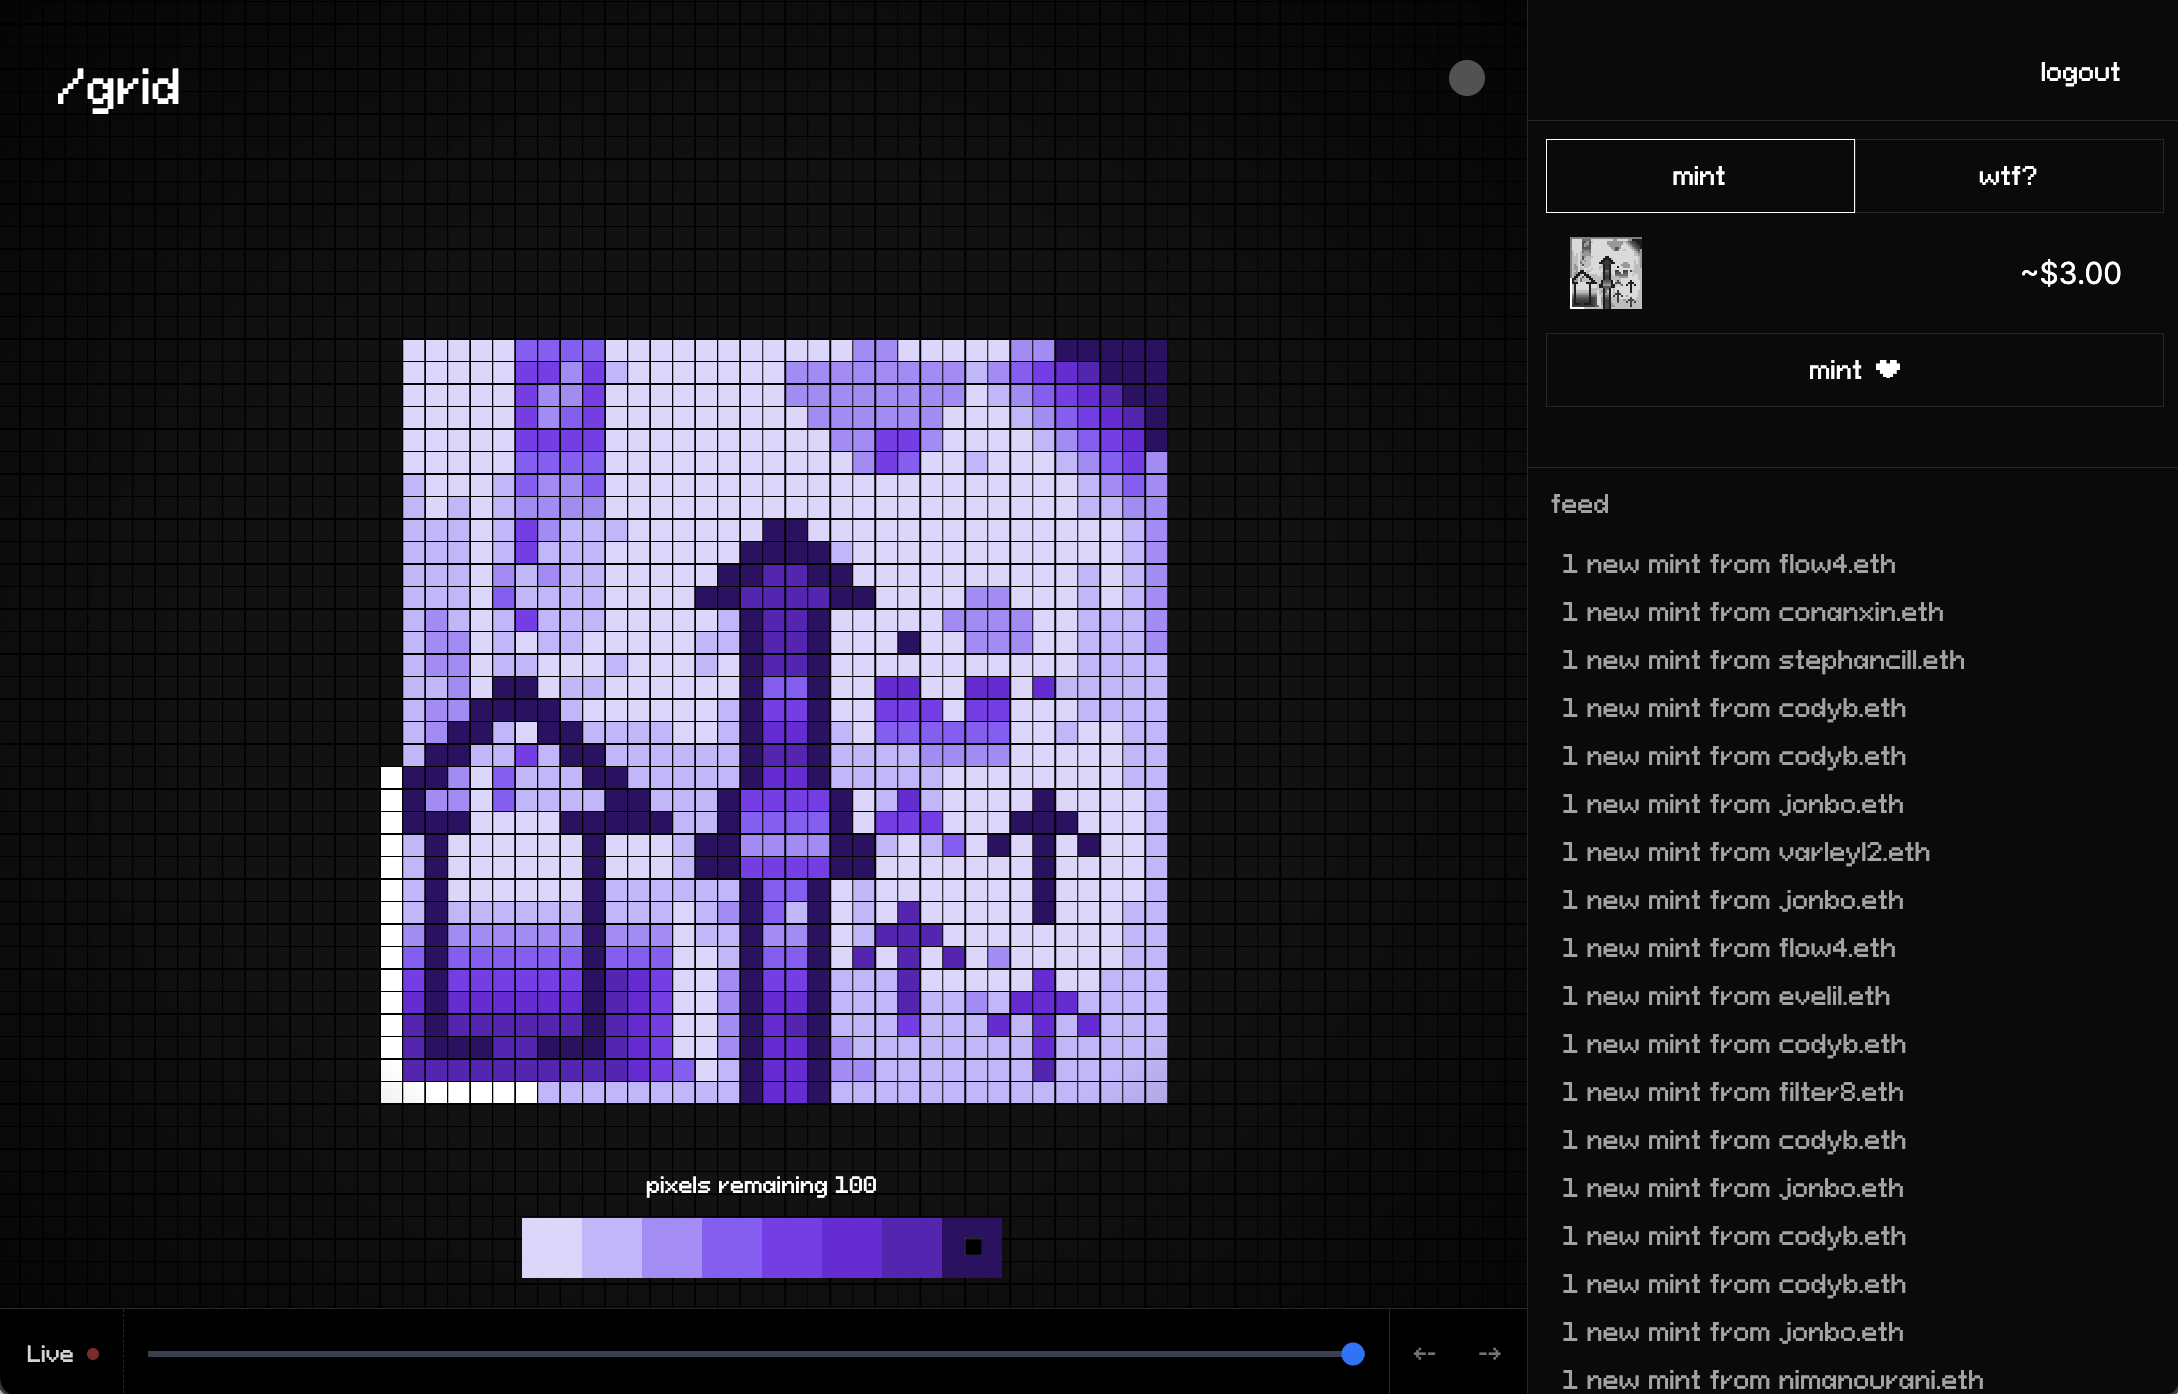 /grid
logout
mint
wtf?
~$3.00
mint
feed
1 new mint from flow4.eth
1 new mint from conanxin.eth
1 new mint from stephancill.eth
1 new mint from codyb.eth
1 new mint from codyb.eth
1 new mint from jonbo.eth
1 new mint from varleyl2.eth
1 new mint from jonbo.eth
1 new mint from flow4.eth
1 new mint from evelil.eth
1 new mint from codyb.eth
1 new mint from filter8.eth
1 new mint from codyb.eth
1 new mint from jonbo.eth
1 new mint from codyb.eth
1 new mint from codyb.eth
1 new mint from jonbo.eth
1 new mint from nimanourani.eth
pixels remaining 100
Live